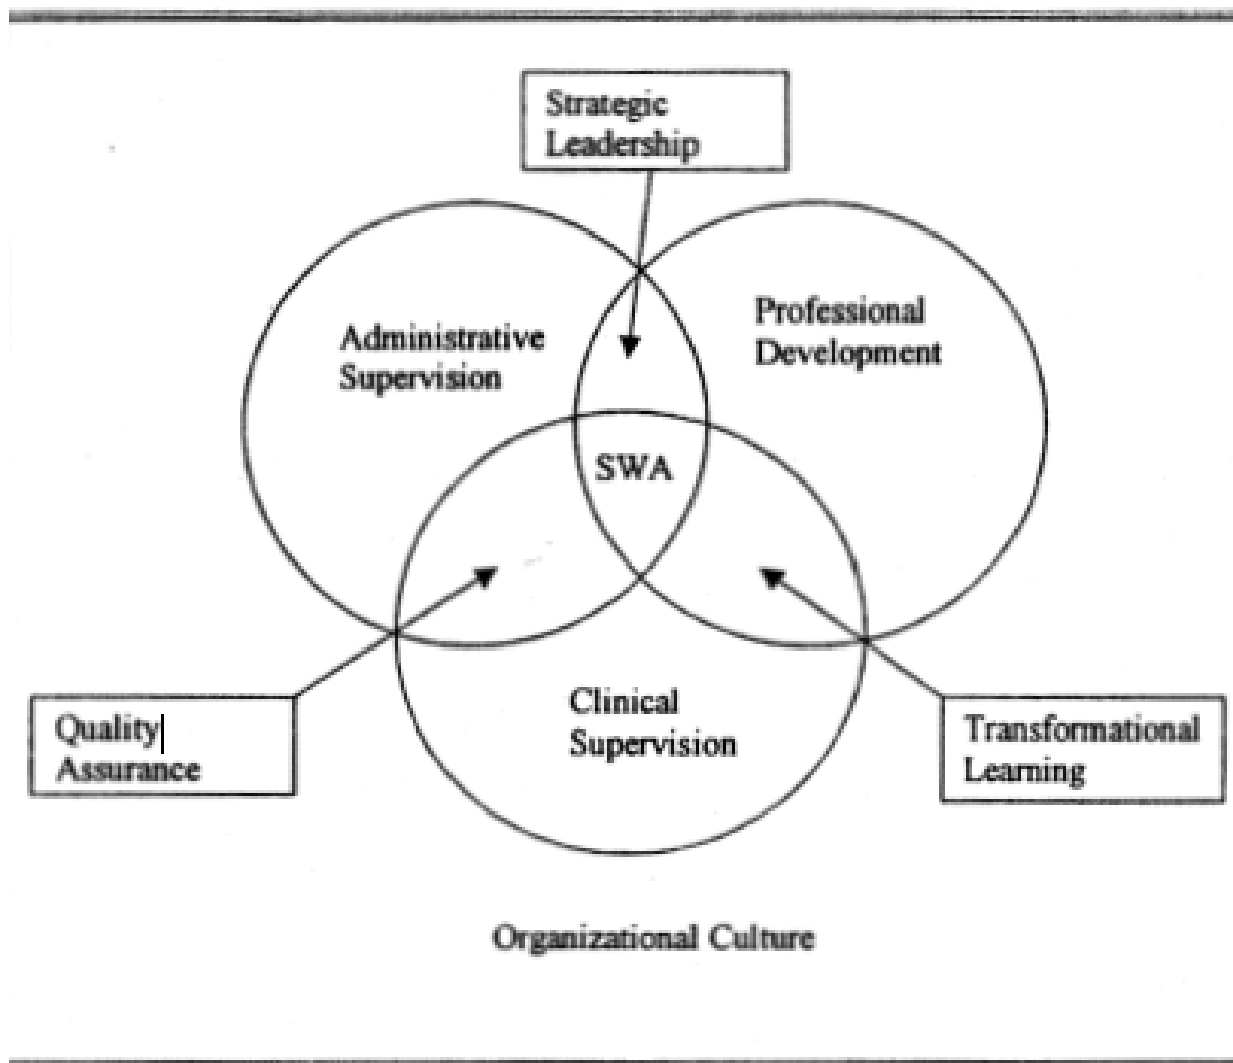 Strategic
Leadership
Administrative
Supervision
Professional
Development
SWA
Quality
Assurance
Clinical
Supervision
Transformational
Learning
Organizational Culture